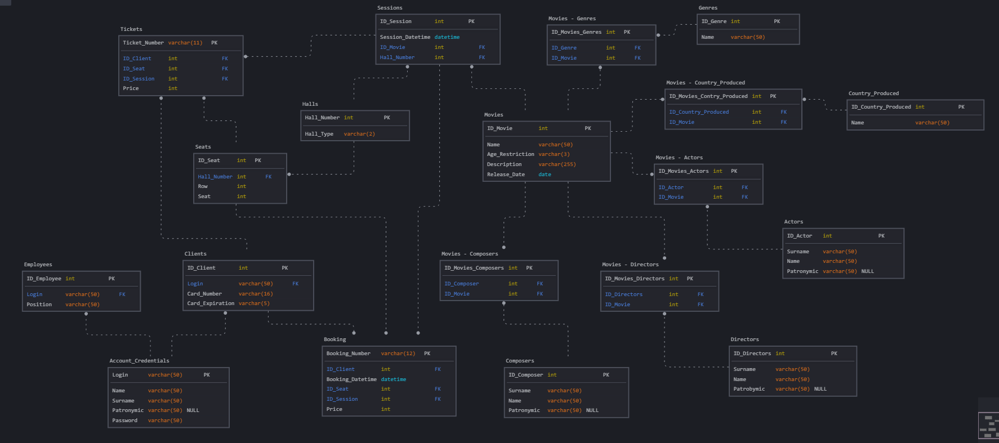 Tickets
Ticket_Number varchar(11) PK
ID_Client int FK
ID_Seat int FK
ID_Session int FK
Price int
Sessions
ID_Session int PK
Session_Datetime datetime
ID_Movie int FK
Hall_Number int FK
Movies - Genres
ID_Movies_Genres int PK
ID_Genre int FK
ID_Movie int FK
Genres
ID_Genre int PK
Name varchar(50)
Halls
Hall_Number int PK
Hall_Type varchar(2)
Movies - Country_Produced
ID_Movies_Contry_Produced int PK
ID_Country_Produced int FK
ID_Movie int FK
Country_Produced
ID_Country_Produced int PK
Name varchar(50)
Movies
ID_Movie int PK
Name varchar(50)
Age_Restriction varchar(3)
Description varchar(255)
Release_Date date
Seats
ID_Seat int PK
Hall_Number int FK
Row int
Seat int
Movies - Actors
ID_Movies_Actors int PK
ID_Actor int FK
ID_Movie int FK
Actors
ID_Actor int PK
Surname varchar(50)
Name varchar(50)
Patronymic varchar(50) NULL
Employees
ID_Employee int PK
Login varchar(50) FK
Position varchar(50)
Clients
ID_Client int PK
Login varchar(50) FK
Card_Number varchar(16)
Card_Expiration varchar(5)
Movies - Composers
ID_Movies_Composers int PK
ID_Composer int FK
ID_Movie int FK
Movies - Directors
ID_Movies_Directors int PK
ID_Directors int FK
ID_Movie int FK
Account_Credentials
Login varchar(50) PK
Name varchar(50)
Surname varchar(50)
Patronymic varchar(50) NULL
Password varchar(50)
Booking
Booking_Number varchar(12) PK
ID_Client int FK
Booking_Datetime datetime
ID_Seat int FK
ID_Session int FK
Price int
Composers
ID_Composer int PK
Surname varchar(50)
Name varchar(50)
Patronymic varchar(50) NULL
Directors
ID_Directors int PK
Surname varchar(50)
Name varchar(50)
Patrobymic varchar(50) NULL